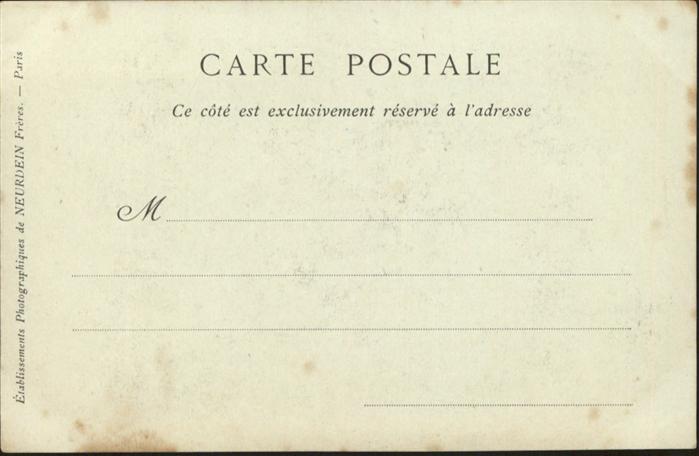 CARTE POSTALE
Ce côté est exclusivement réservé à l'adresse
M
Établissements Photographiques de NEURDEIN Frères. — Paris